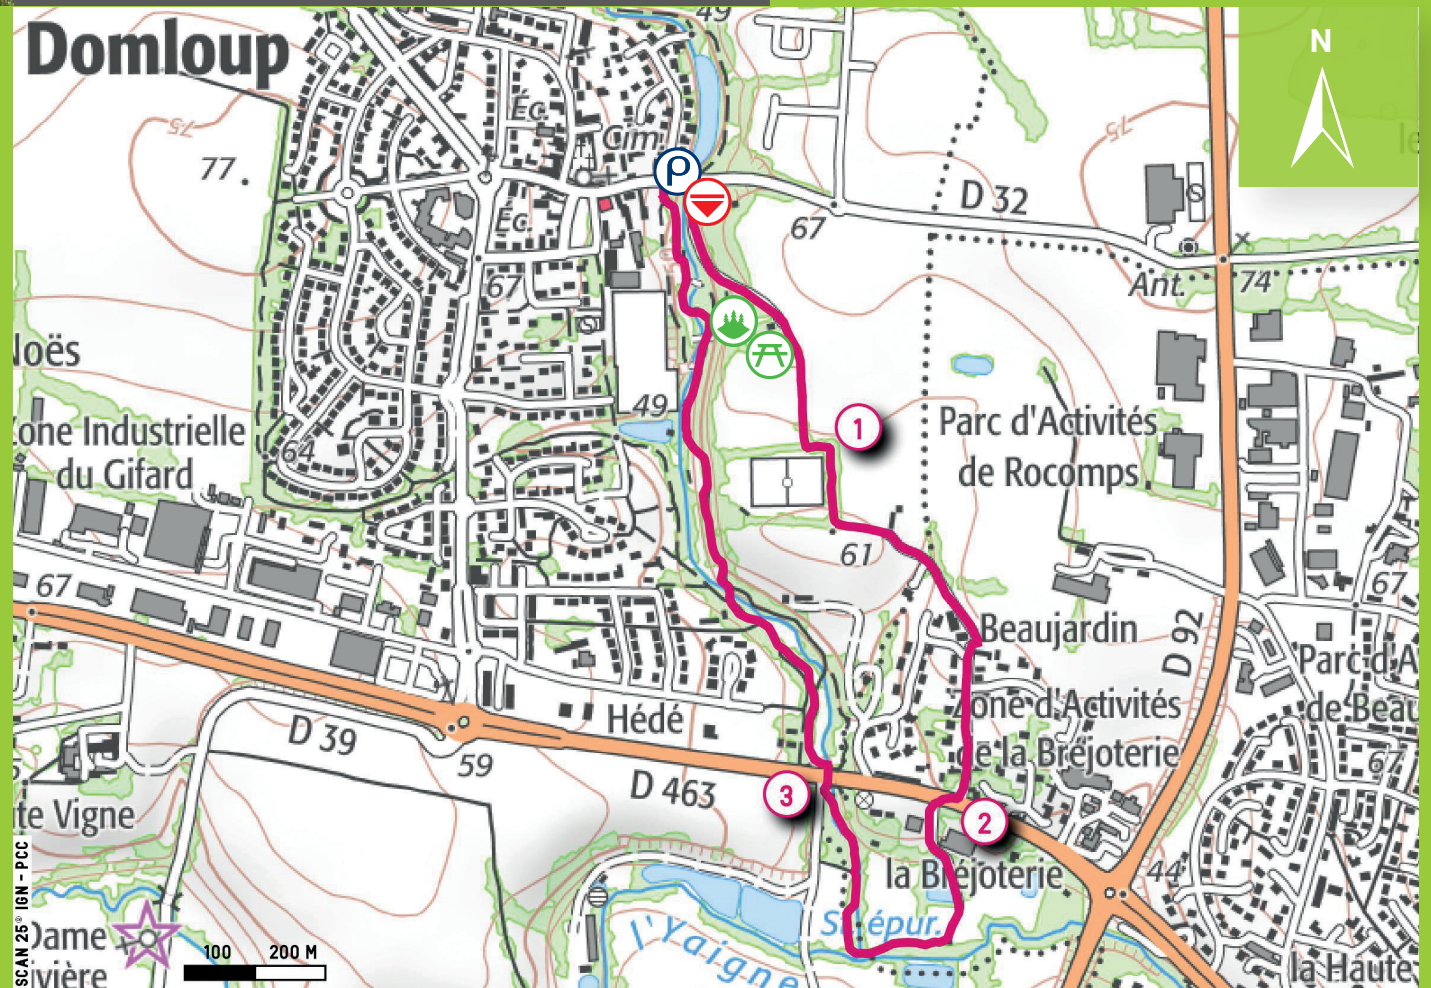 49
Domloup
N
Éc.
Cim.
75
75
77
P
D 32
67
Éc.
Ant.
74
67
Noës
49
1
Parc d'Activités
de Rocomps
Zone Industrielle
du Gifard
64
61
67
67
Beaujardin
D 92
Parc d'A
Zone d'Activités
de Beau
Hédé
D 39
de la Bréjoterie
59
67
D 463
3
2
te Vigne
la Bréjoterie
44
St. épur.
l'Yaigne
Dame
100
200 M
ivière
la Haute
SCAN 25® IGN - PCC